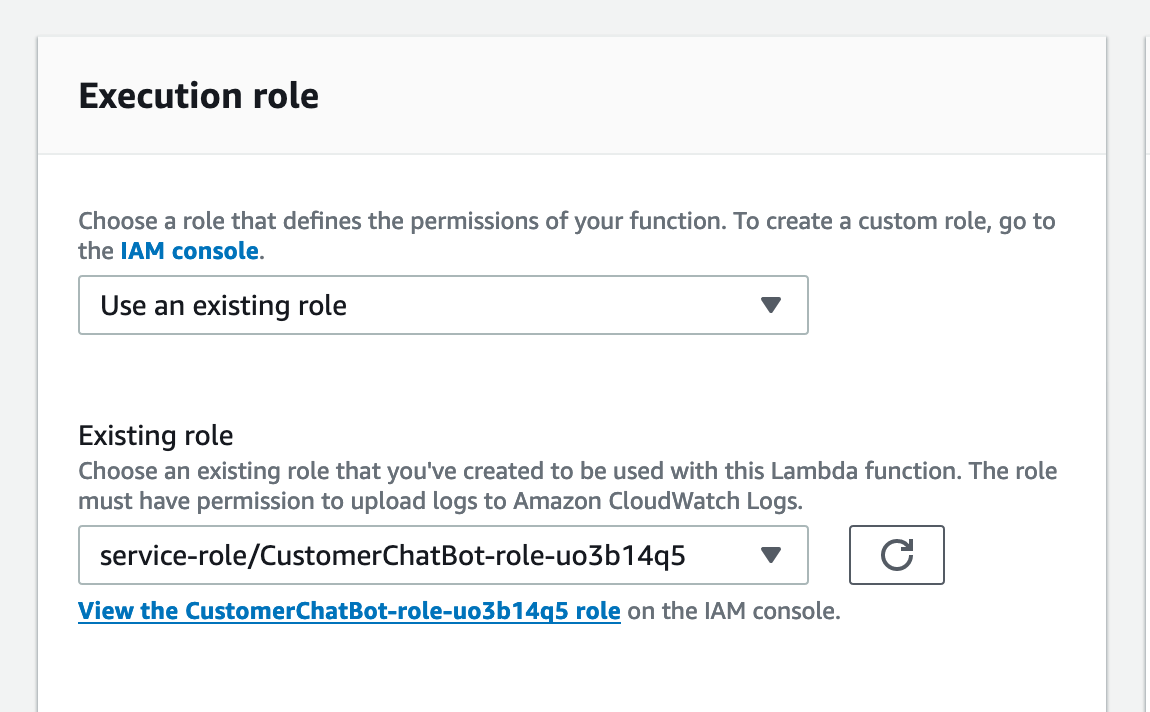 Execution role
Choose a role that defines the permissions of your function. To create a custom role, go to
the IAM console.
Use an existing role
Existing role
Choose an existing role that you've created to be used with this Lambda function. The role
must have permission to upload logs to Amazon CloudWatch Logs.
service-role/CustomerChatBot-role-uo3b14q5
View the CustomerChatBot-role-uo3b14q5 role on the IAM console.